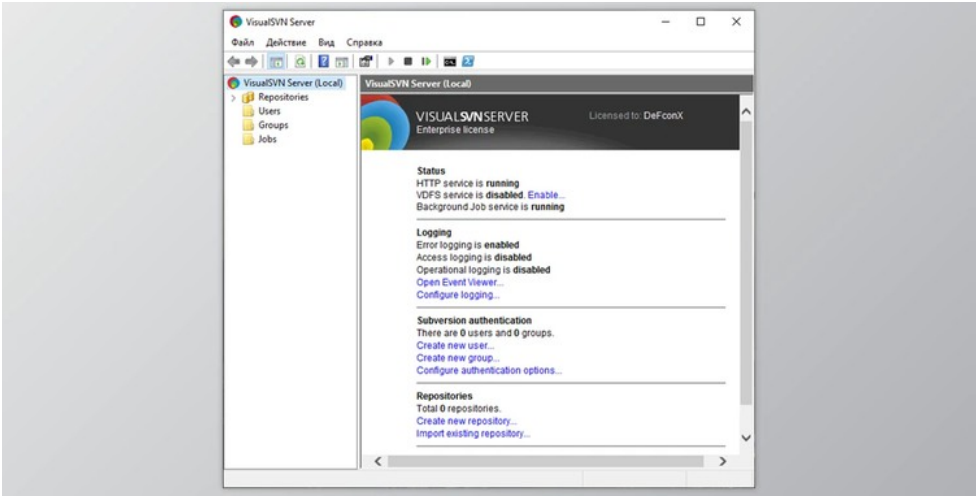 VisualSVN Server
Файл Действие Вид Справка
VisualSVN Server (Local)
Repositories
Users
Groups
Jobs
VisualSVN Server (Local)
VISUALSVNSERVER
Enterprise license
Licensed to: DeFconX
Status
HTTP service is running
VDFS service is disabled. Enable...
Background Job service is running
Logging
Error logging is enabled
Access logging is disabled
Operational logging is disabled
Open Event Viewer...
Configure logging...
Subversion authentication
There are 0 users and 0 groups.
Create new user...
Create new group...
Configure authentication options...
Repositories
Total 0 repositories.
Create new repository...
Import existing repository...